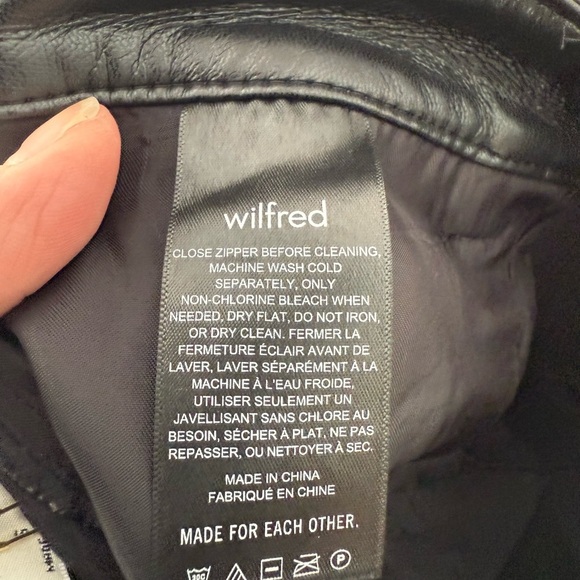 wilfred
CLOSE ZIPPER BEFORE CLEANING,
MACHINE WASH COLD
SEPARATELY, ONLY
NON-CHLORINE BLEACH WHEN
NEEDED, DRY FLAT, DO NOT IRON,
OR DRY CLEAN. FERMER LA
FERMETURE ÉCLAIR AVANT DE
LAVER, LAVER SÉPARÉMENT À LA
MACHINE À L'EAU FROIDE,
UTILISER SEULEMENT UN
JAVELLISANT SANS CHLORE AU
BESOIN, SÉCHER À PLAT, NE PAS
REPASSER, OU NETTOYER À SEC.
MADE IN CHINA
FABRIQUÉ EN CHINE
MADE FOR EACH OTHER.
30C P